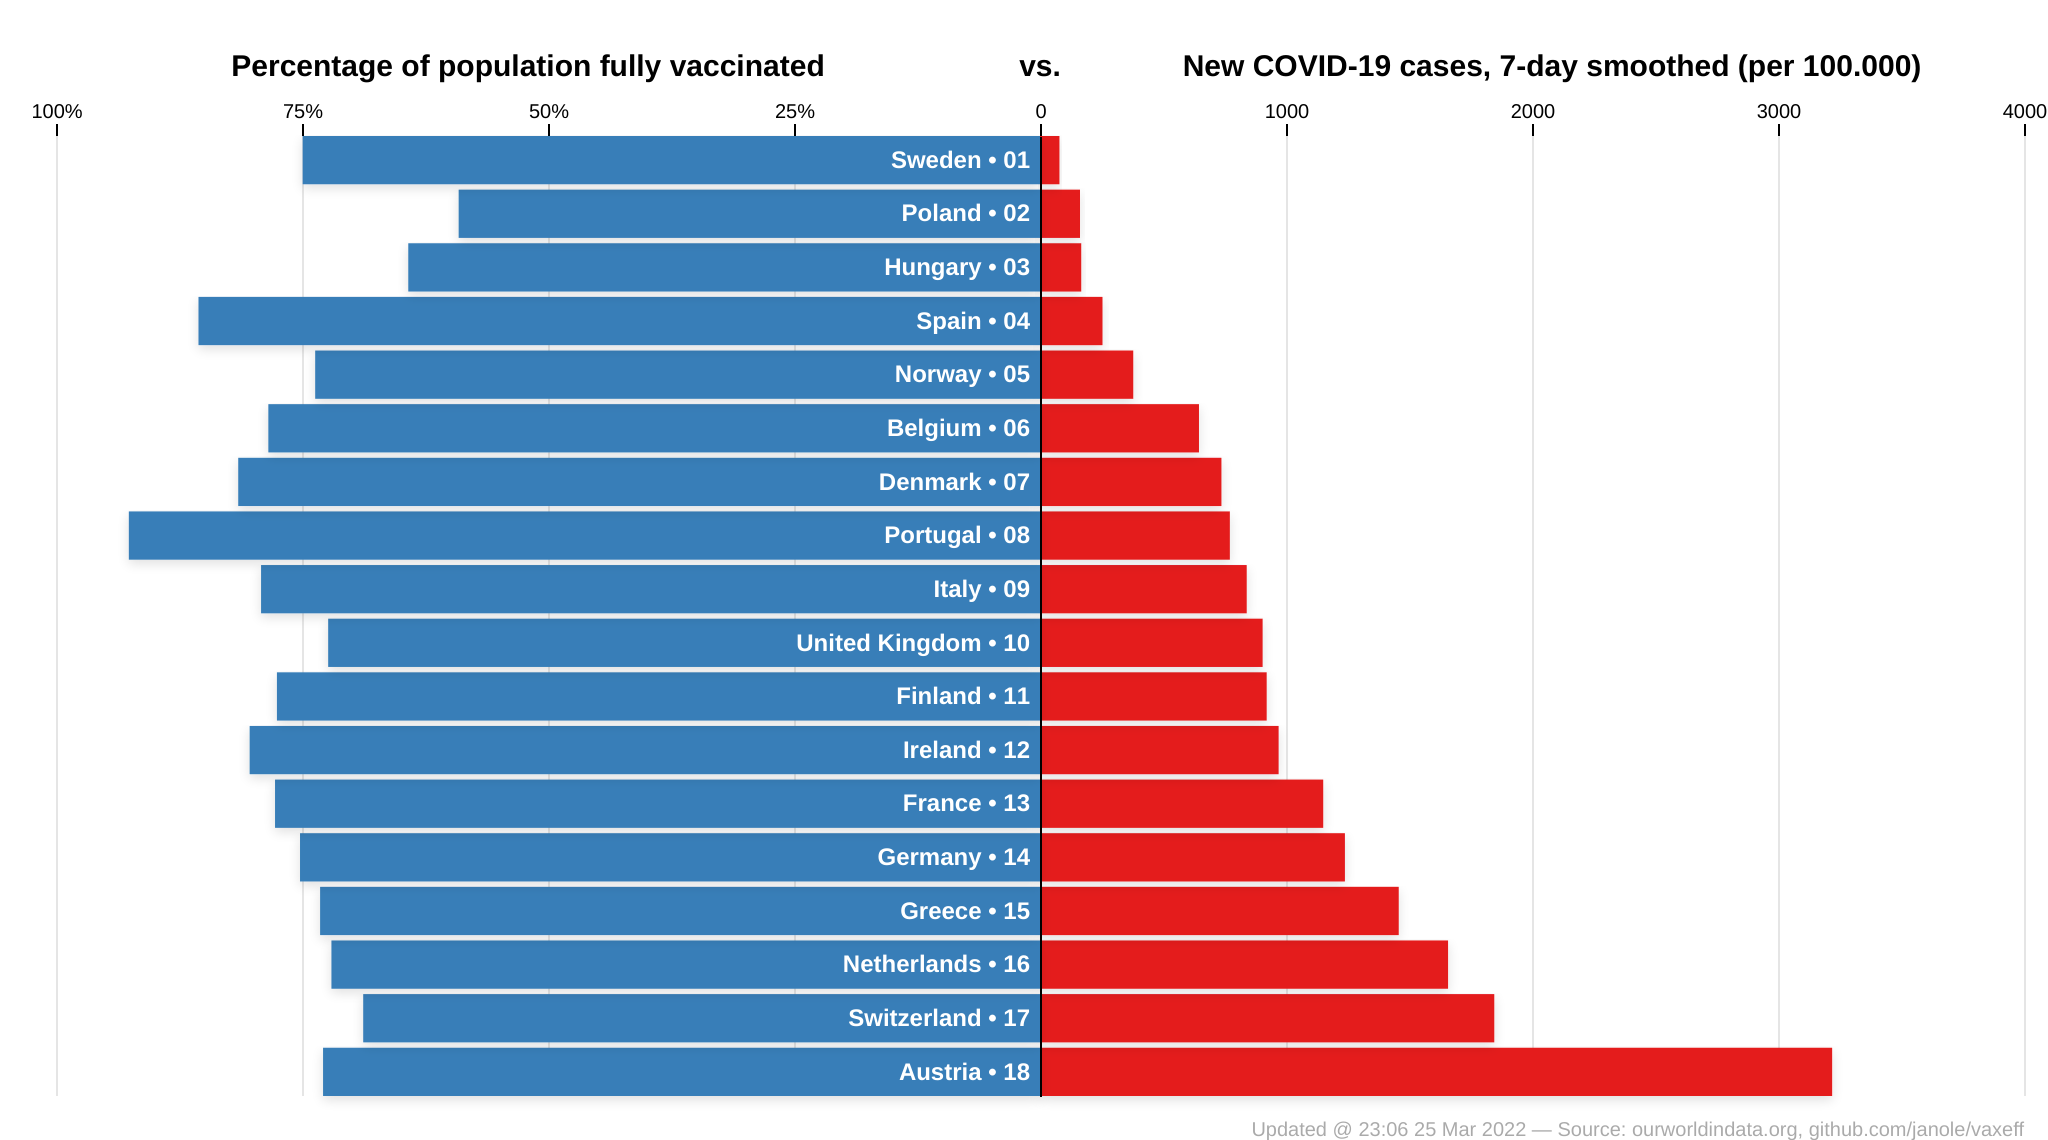 Percentage of population fully vaccinated vs. New COVID-19 cases, 7-day smoothed (per 100.000)
100% 75% 50% 25% 0 1000 2000 3000 4000
Sweden • 01
Poland • 02
Hungary • 03
Spain • 04
Norway • 05
Belgium • 06
Denmark • 07
Portugal • 08
Italy • 09
United Kingdom • 10
Finland • 11
Ireland • 12
France • 13
Germany • 14
Greece • 15
Netherlands • 16
Switzerland • 17
Austria • 18
Updated @ 23:06 25 Mar 2022 — Source: ourworldindata.org, github.com/janole/vaxeff